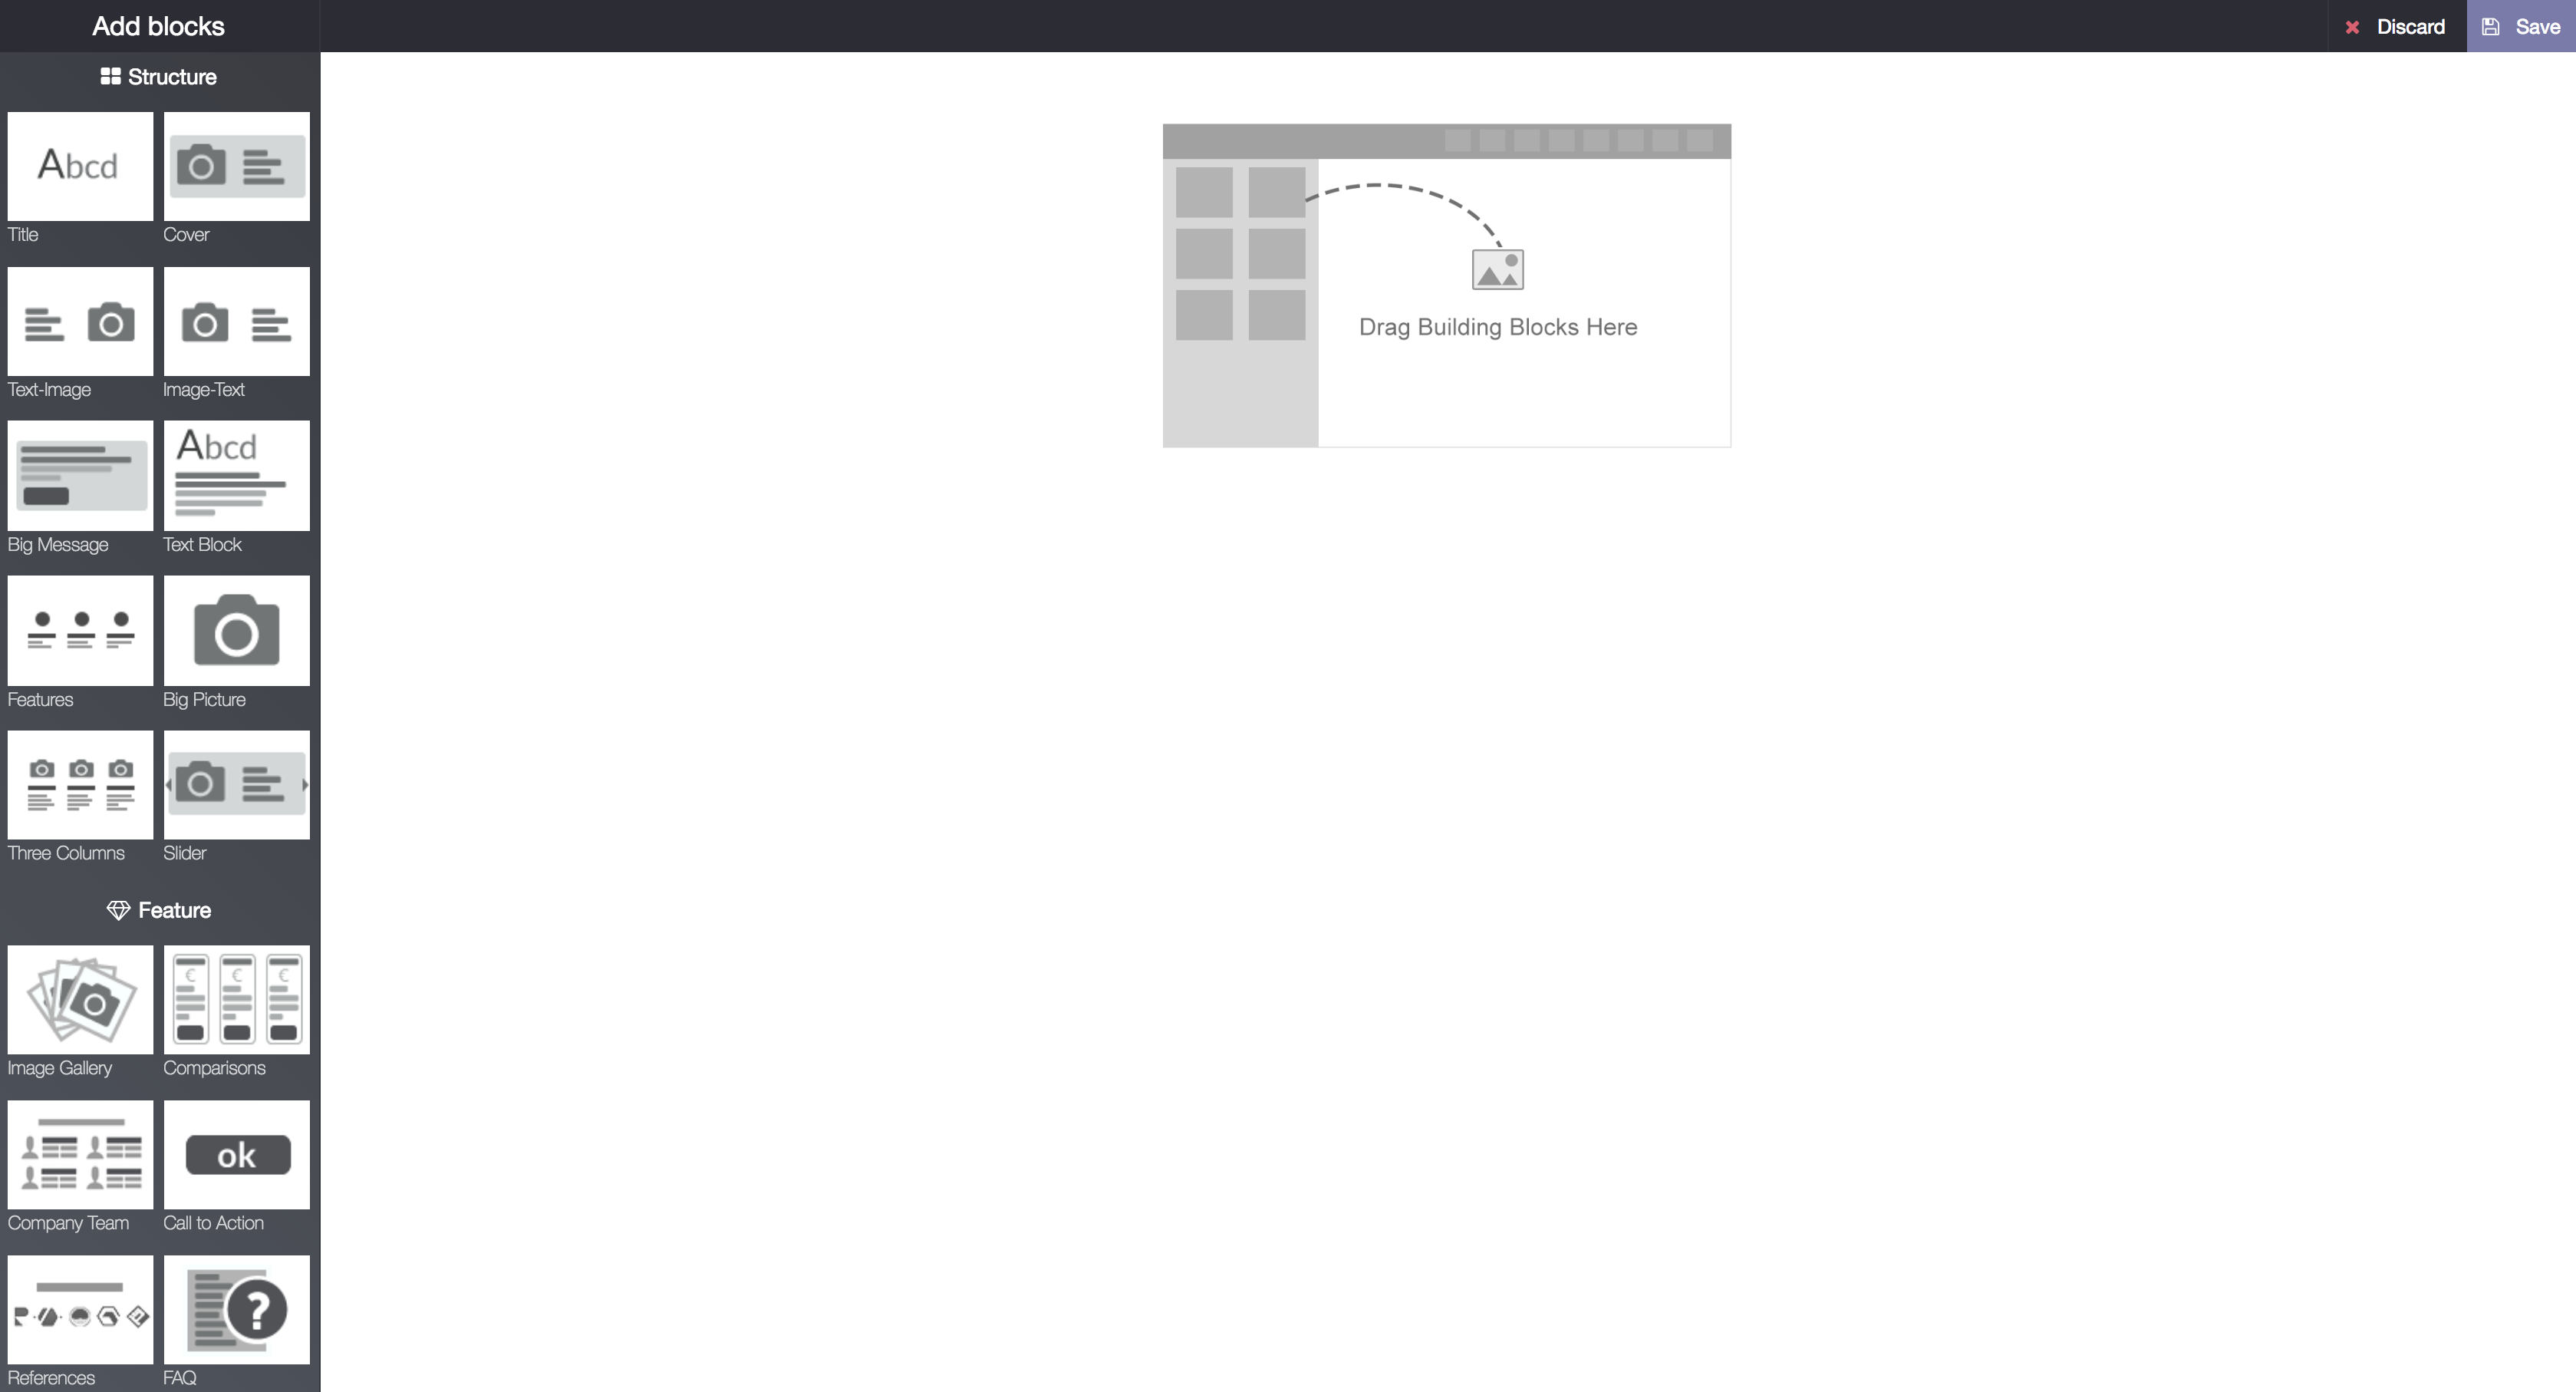 Add blocks
Discard
Save
Structure
Abcd
Title
Cover
Text-Image
Image-Text
Abcd
Big Message
Text Block
Features
Big Picture
Three Columns
Slider
Feature
€ € €
Image Gallery
Comparisons
ok
Company Team
Call to Action
?
References
FAQ
Drag Building Blocks Here